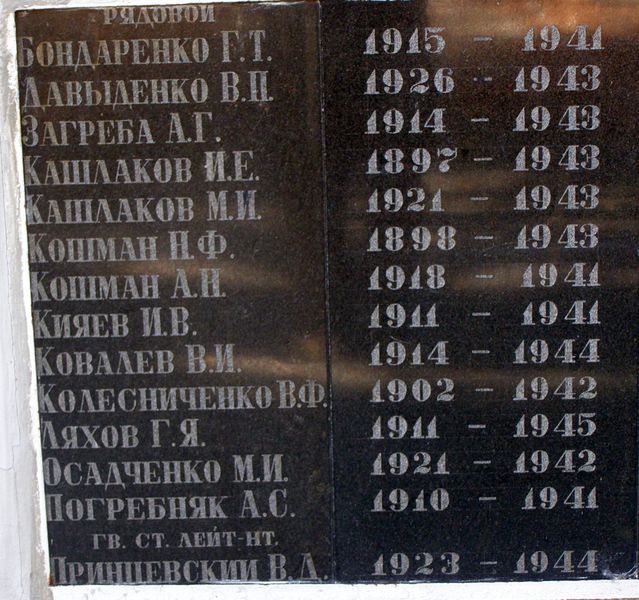 РЯДОВОЙ
БОНДАРЕНКО Г.Т. 1915 - 1941
ДАВЫДЕНКО В.П. 1926 - 1943
ЗАГРЕБА А.Г. 1914 - 1943
КАШЛАКОВ И.Е. 1897 - 1943
КАШЛАКОВ М.И. 1921 - 1943
КОШМАН Н.Ф. 1898 - 1943
КОШМАН А.Н. 1918 - 1941
КИЯЕВ И.В. 1911 - 1941
КОВАЛЕВ В.И. 1914 - 1944
КОЛЕСНИЧЕНКО В.Ф. 1902 - 1942
ЛЯХОВ Г.Я. 1911 - 1945
ОСАДЧЕНКО М.И. 1921 - 1942
ПОГРЕБНЯК А.С. 1910 - 1941
ГВ. СТ. ЛЕЙТ-НТ.
ПРИНЦЕВСКИЙ В.Д. 1923 - 1944